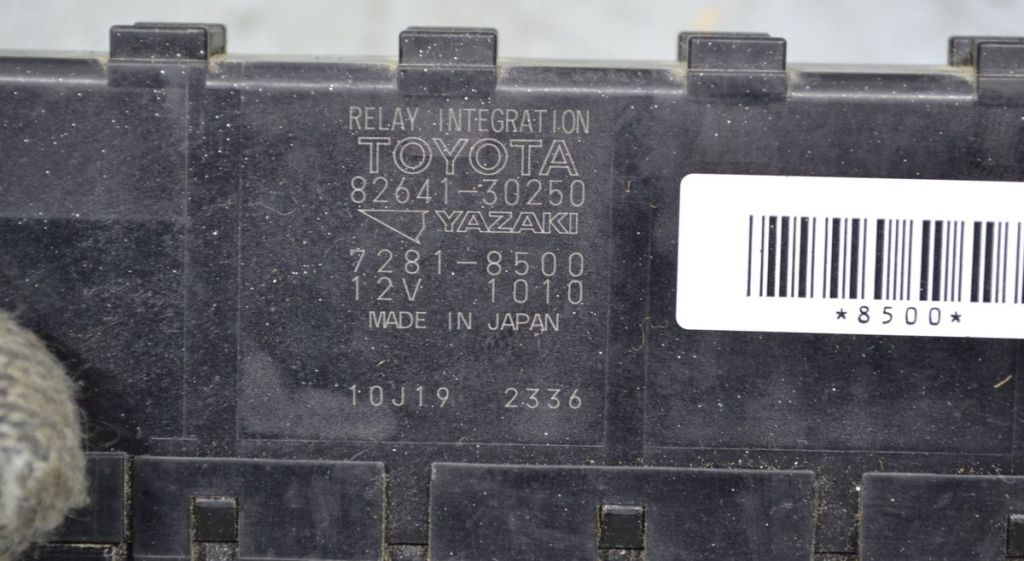 RELAY INTEGRATION
TOYOTA
82641-30250
YAZAKI
7281-8500
12V 1010
MADE IN JAPAN
10J19 2336
*8500*